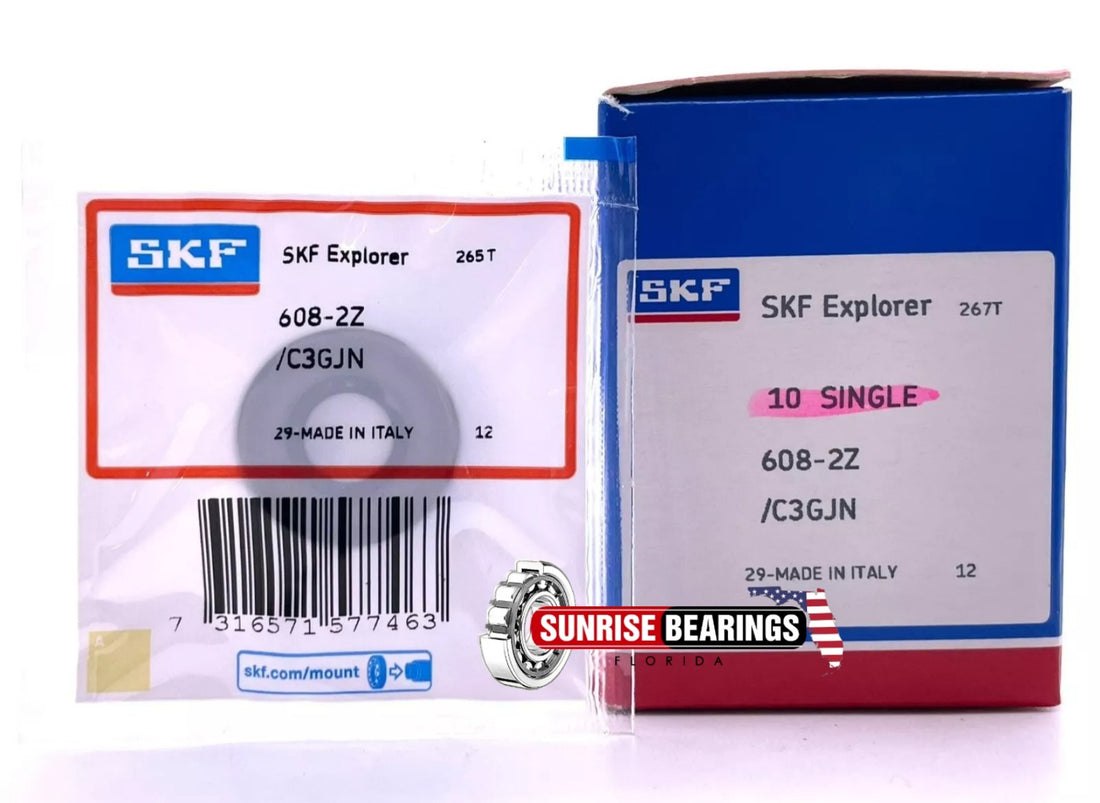 SKF
SKF Explorer 265T
608-2Z
/C3GJN
29-MADE IN ITALY 12
7 316571 577463
A
skf.com/mount
SKF
SKF Explorer 267T
10 SINGLE
608-2Z
/C3GJN
29-MADE IN ITALY 12
SUNRISE BEARINGS
FLORIDA